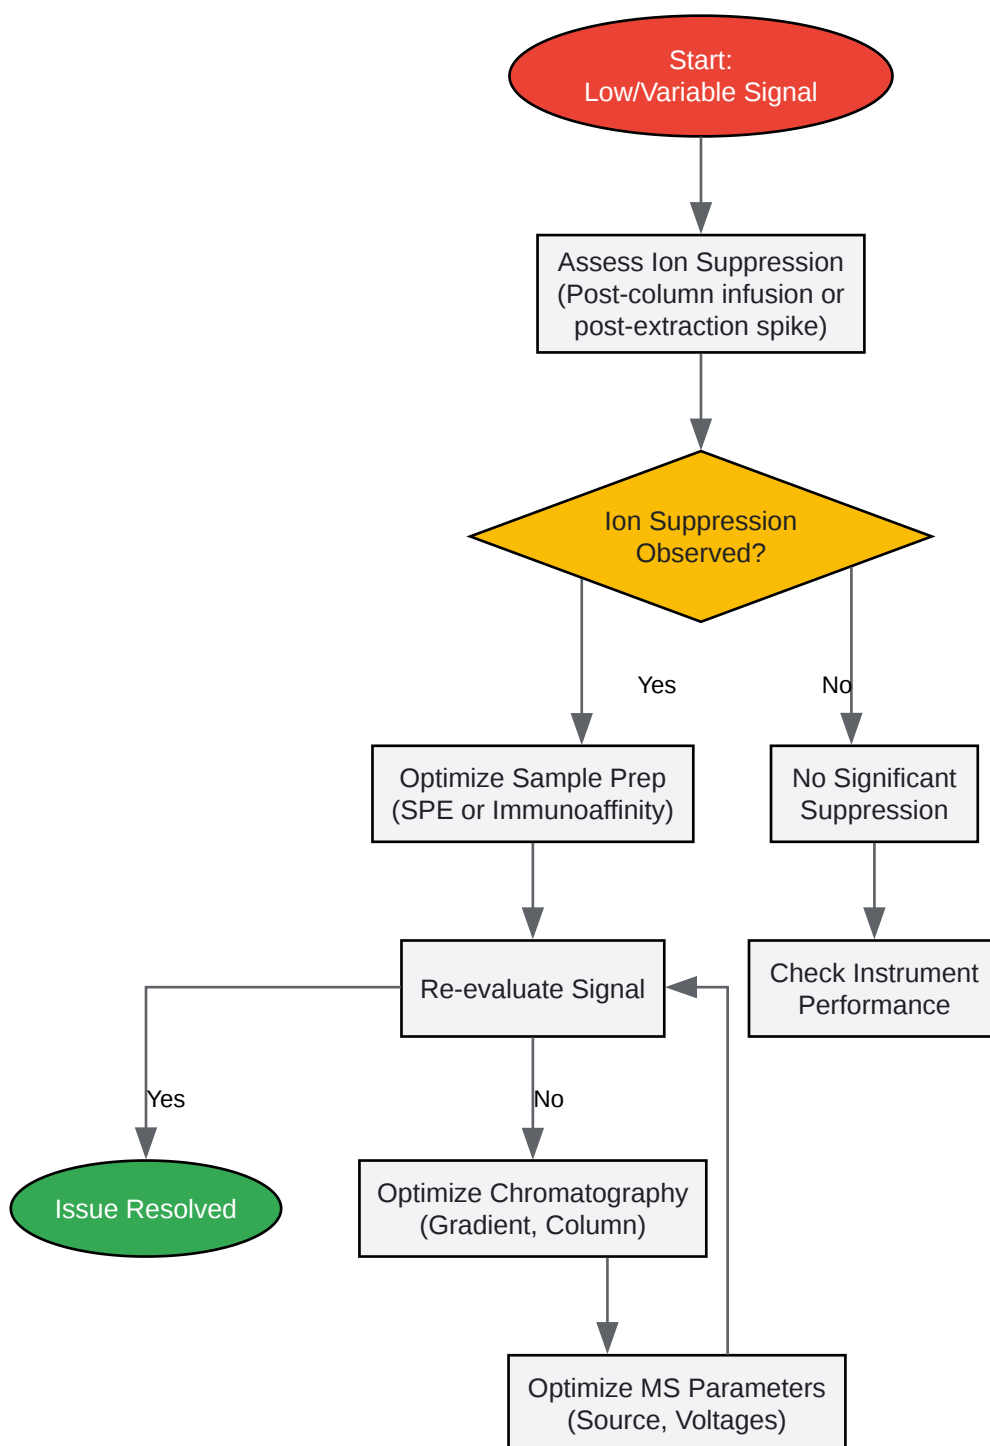 Start:
Low/Variable Signal
Assess Ion Suppression
(Post-column infusion or
post-extraction spike)
Ion Suppression
Observed?
Yes
No
Optimize Sample Prep
(SPE or Immunoaffinity)
No Significant
Suppression
Re-evaluate Signal
Check Instrument
Performance
Yes
No
Issue Resolved
Optimize Chromatography
(Gradient, Column)
Optimize MS Parameters
(Source, Voltages)